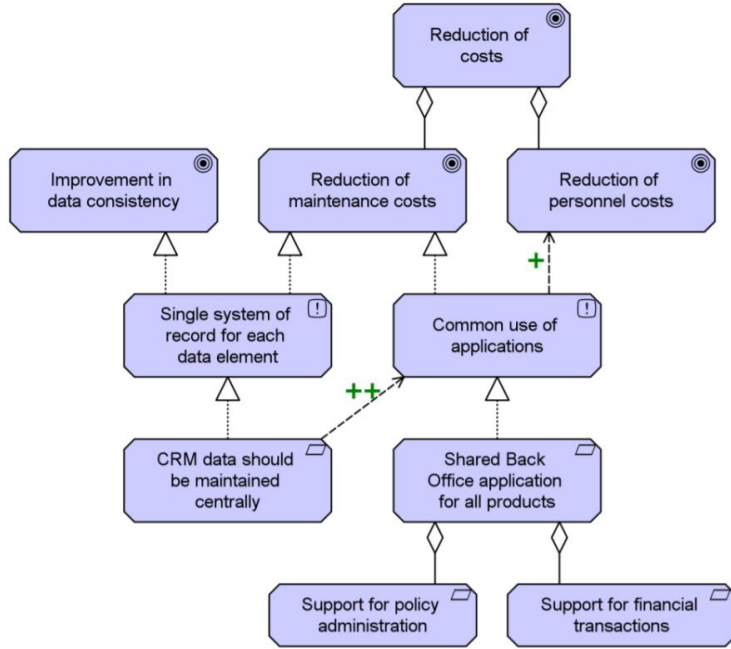 Reduction of
costs
Improvement in
data consistency
Reduction of
maintenance costs
Reduction of
personnel costs
+
Single system of
record for each
data element
!
Common use of
applications
!
++
CRM data should
be maintained
centrally
Shared Back
Office application
for all products
Support for policy
administration
Support for financial
transactions